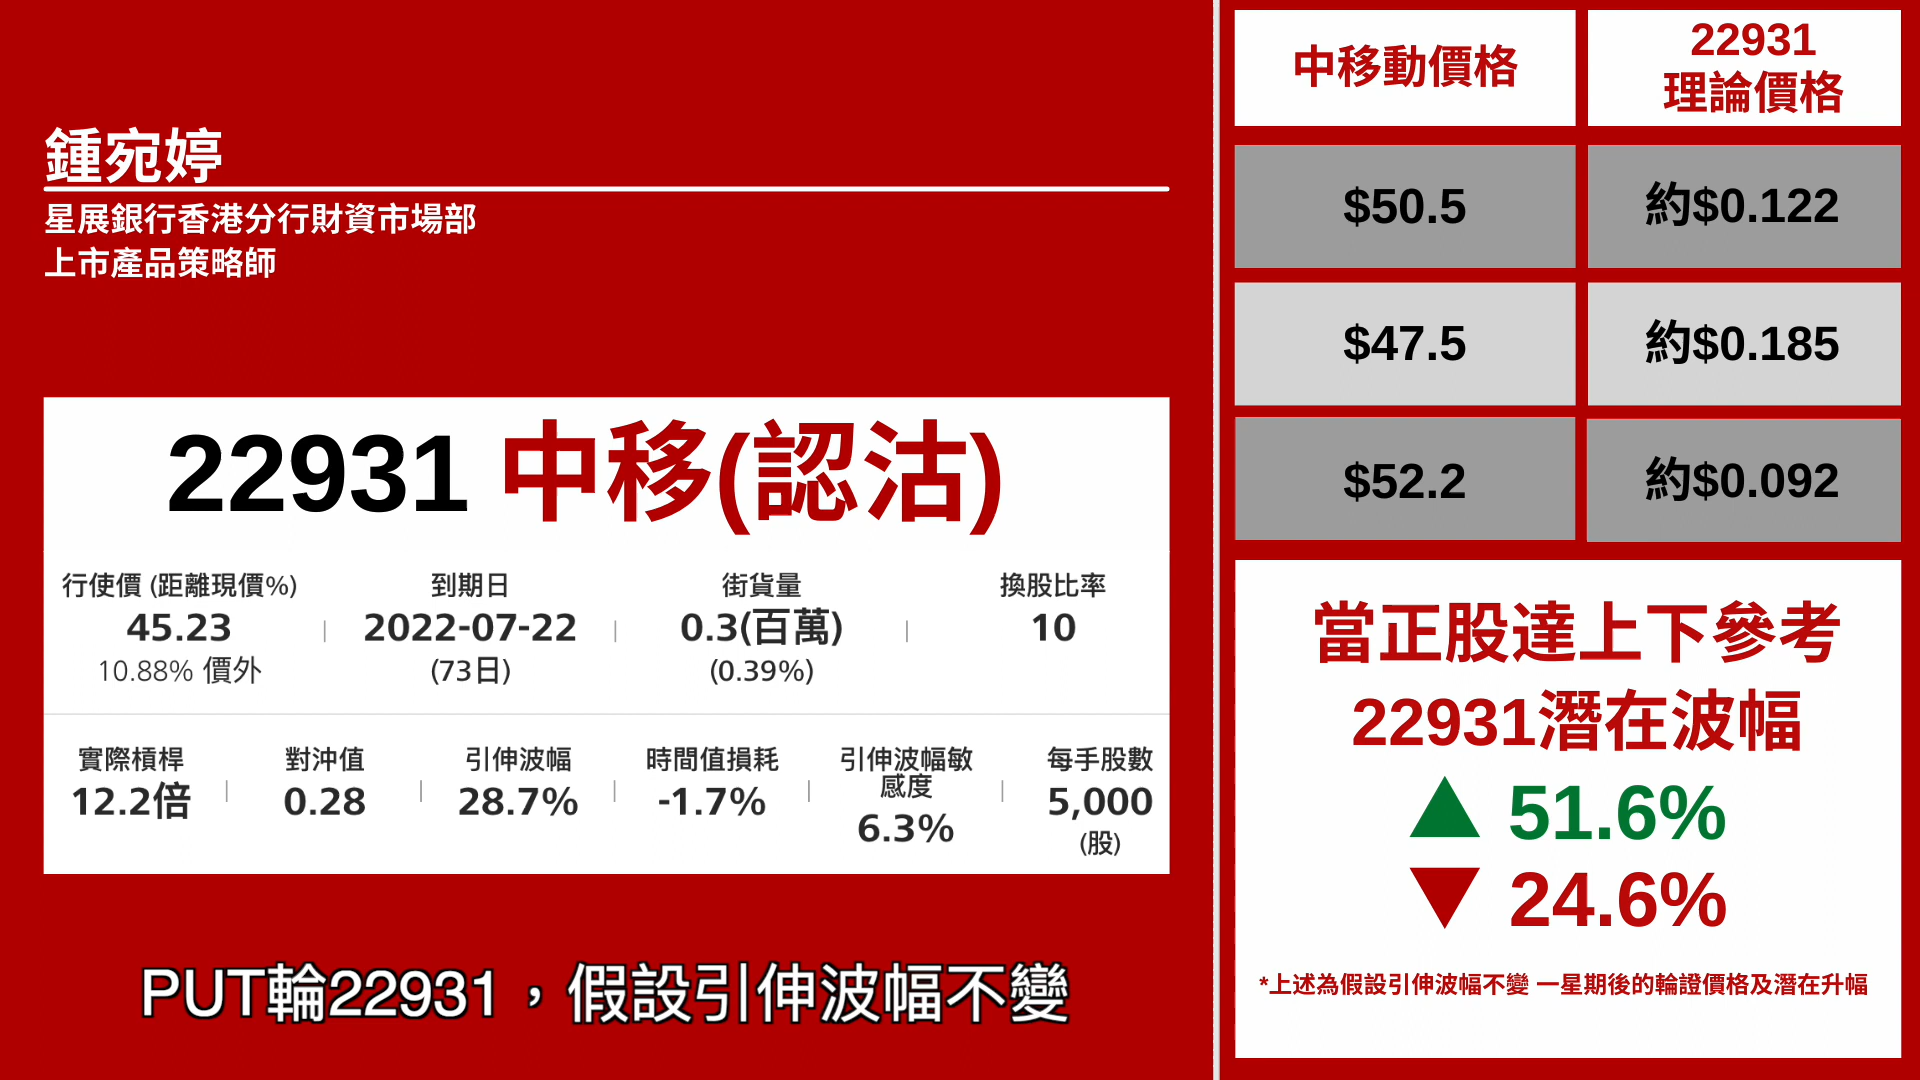 鍾宛婷
星展銀行香港分行財資市場部
上市產品策略師
22931 中移(認沽)
行使價 (距離現價%)
45.23
10.88% 價外
到期日
2022-07-22
(73日)
街貨量
0.3(百萬)
(0.39%)
換股比率
10
實際槓桿
12.2倍
對沖值
0.28
引伸波幅
28.7%
時間值損耗
-1.7%
引伸波幅敏
感度
6.3%
每手股數
5,000
(股)
PUT輪22931，假設引伸波幅不變
中移動價格
22931
理論價格
$50.5
約$0.122
$47.5
約$0.185
$52.2
約$0.092
當正股達上下參考
22931潛在波幅
▲ 51.6%
▼ 24.6%
*上述為假設引伸波幅不變 一星期後的輪證價格及潛在升幅